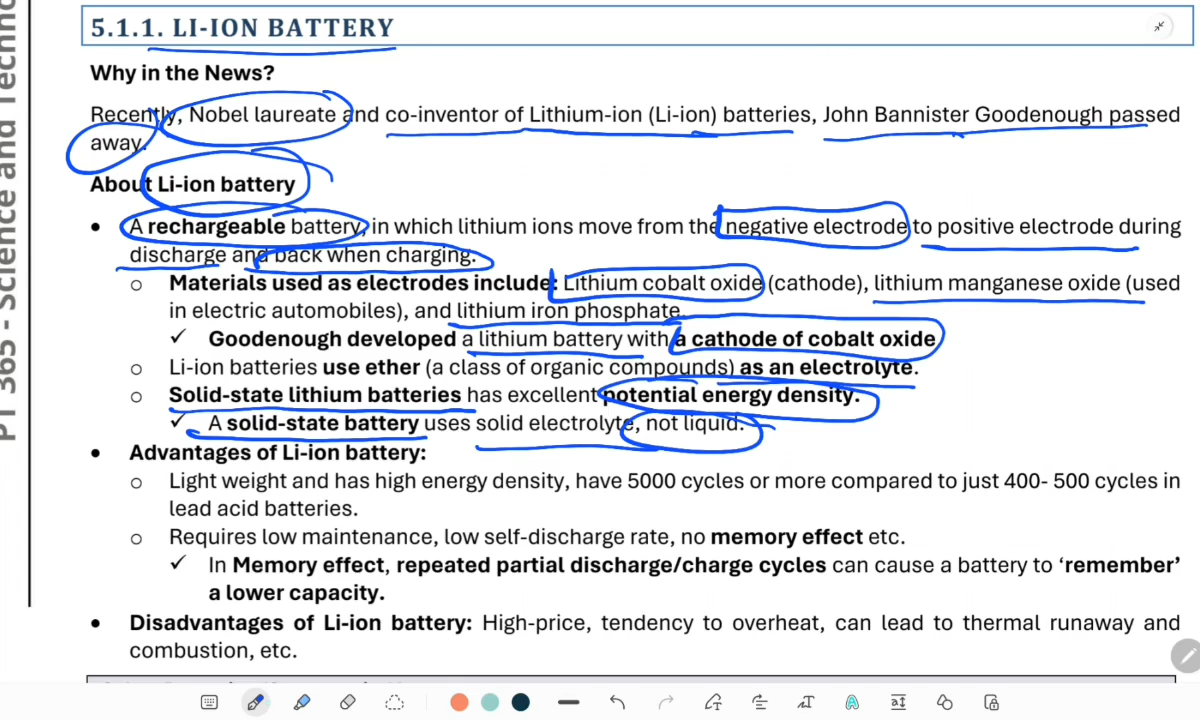 5.1.1. LI-ION BATTERY
Why in the News?
Recently, Nobel laureate and co-inventor of Lithium-ion (Li-ion) batteries, John Bannister Goodenough passed
away.
About Li-ion battery
• A rechargeable battery, in which lithium ions move from the negative electrode to positive electrode during
discharge and back when charging.
o Materials used as electrodes include: Lithium cobalt oxide (cathode), lithium manganese oxide (used
in electric automobiles), and lithium iron phosphate.
✓ Goodenough developed a lithium battery with a cathode of cobalt oxide
o Li-ion batteries use ether (a class of organic compounds) as an electrolyte.
o Solid-state lithium batteries has excellent potential energy density.
✓ A solid-state battery uses solid electrolyte, not liquid.
• Advantages of Li-ion battery:
o Light weight and has high energy density, have 5000 cycles or more compared to just 400- 500 cycles in
lead acid batteries.
o Requires low maintenance, low self-discharge rate, no memory effect etc.
✓ In Memory effect, repeated partial discharge/charge cycles can cause a battery to ‘remember’
a lower capacity.
• Disadvantages of Li-ion battery: High-price, tendency to overheat, can lead to thermal runaway and
combustion, etc.
PT 365 - Science and Techno